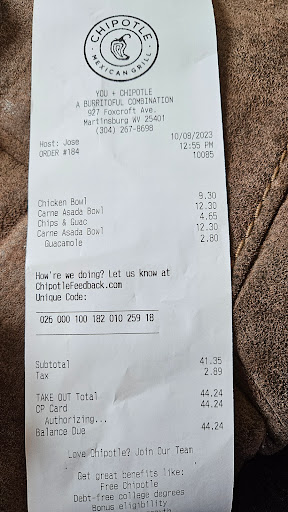 CHIPOTLE
MEXICAN GRILL
YOU + CHIPOTLE
A BURRITOFUL COMBINATION
927 Foxcroft Ave.
Martinsburg WV 25401
(304) 267-8698
Host: Jose 10/08/2023
ORDER #184 12:55 PM
10085
Chicken Bowl 9.30
Carne Asada Bowl 12.30
Chips & Guac 4.65
Carne Asada Bowl 12.30
Guacamole 2.80
How're we doing? Let us know at
ChipotleFeedback.com
Unique Code:
026 000 100 182 010 259 18
Subtotal 41.35
Tax 2.89
TAKE OUT Total 44.24
CP Card 44.24
Authorizing...
Balance Due 44.24
Love Chipotle? Join Our Team
Get great benefits like:
Free Chipotle
Debt-free college degrees
Bonus eligibility